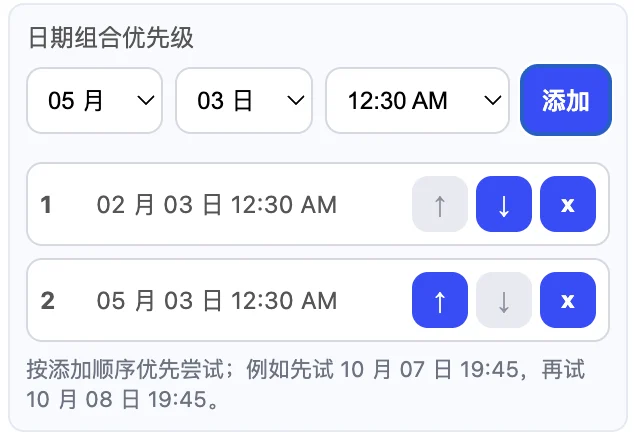 日期组合优先级
05 月 03 日 12:30 AM 添加
1 02 月 03 日 12:30 AM ↑ ↓ x
2 05 月 03 日 12:30 AM ↑ ↓ x
按添加顺序优先尝试；例如先试 10 月 07 日 19:45，再试
10 月 08 日 19:45。